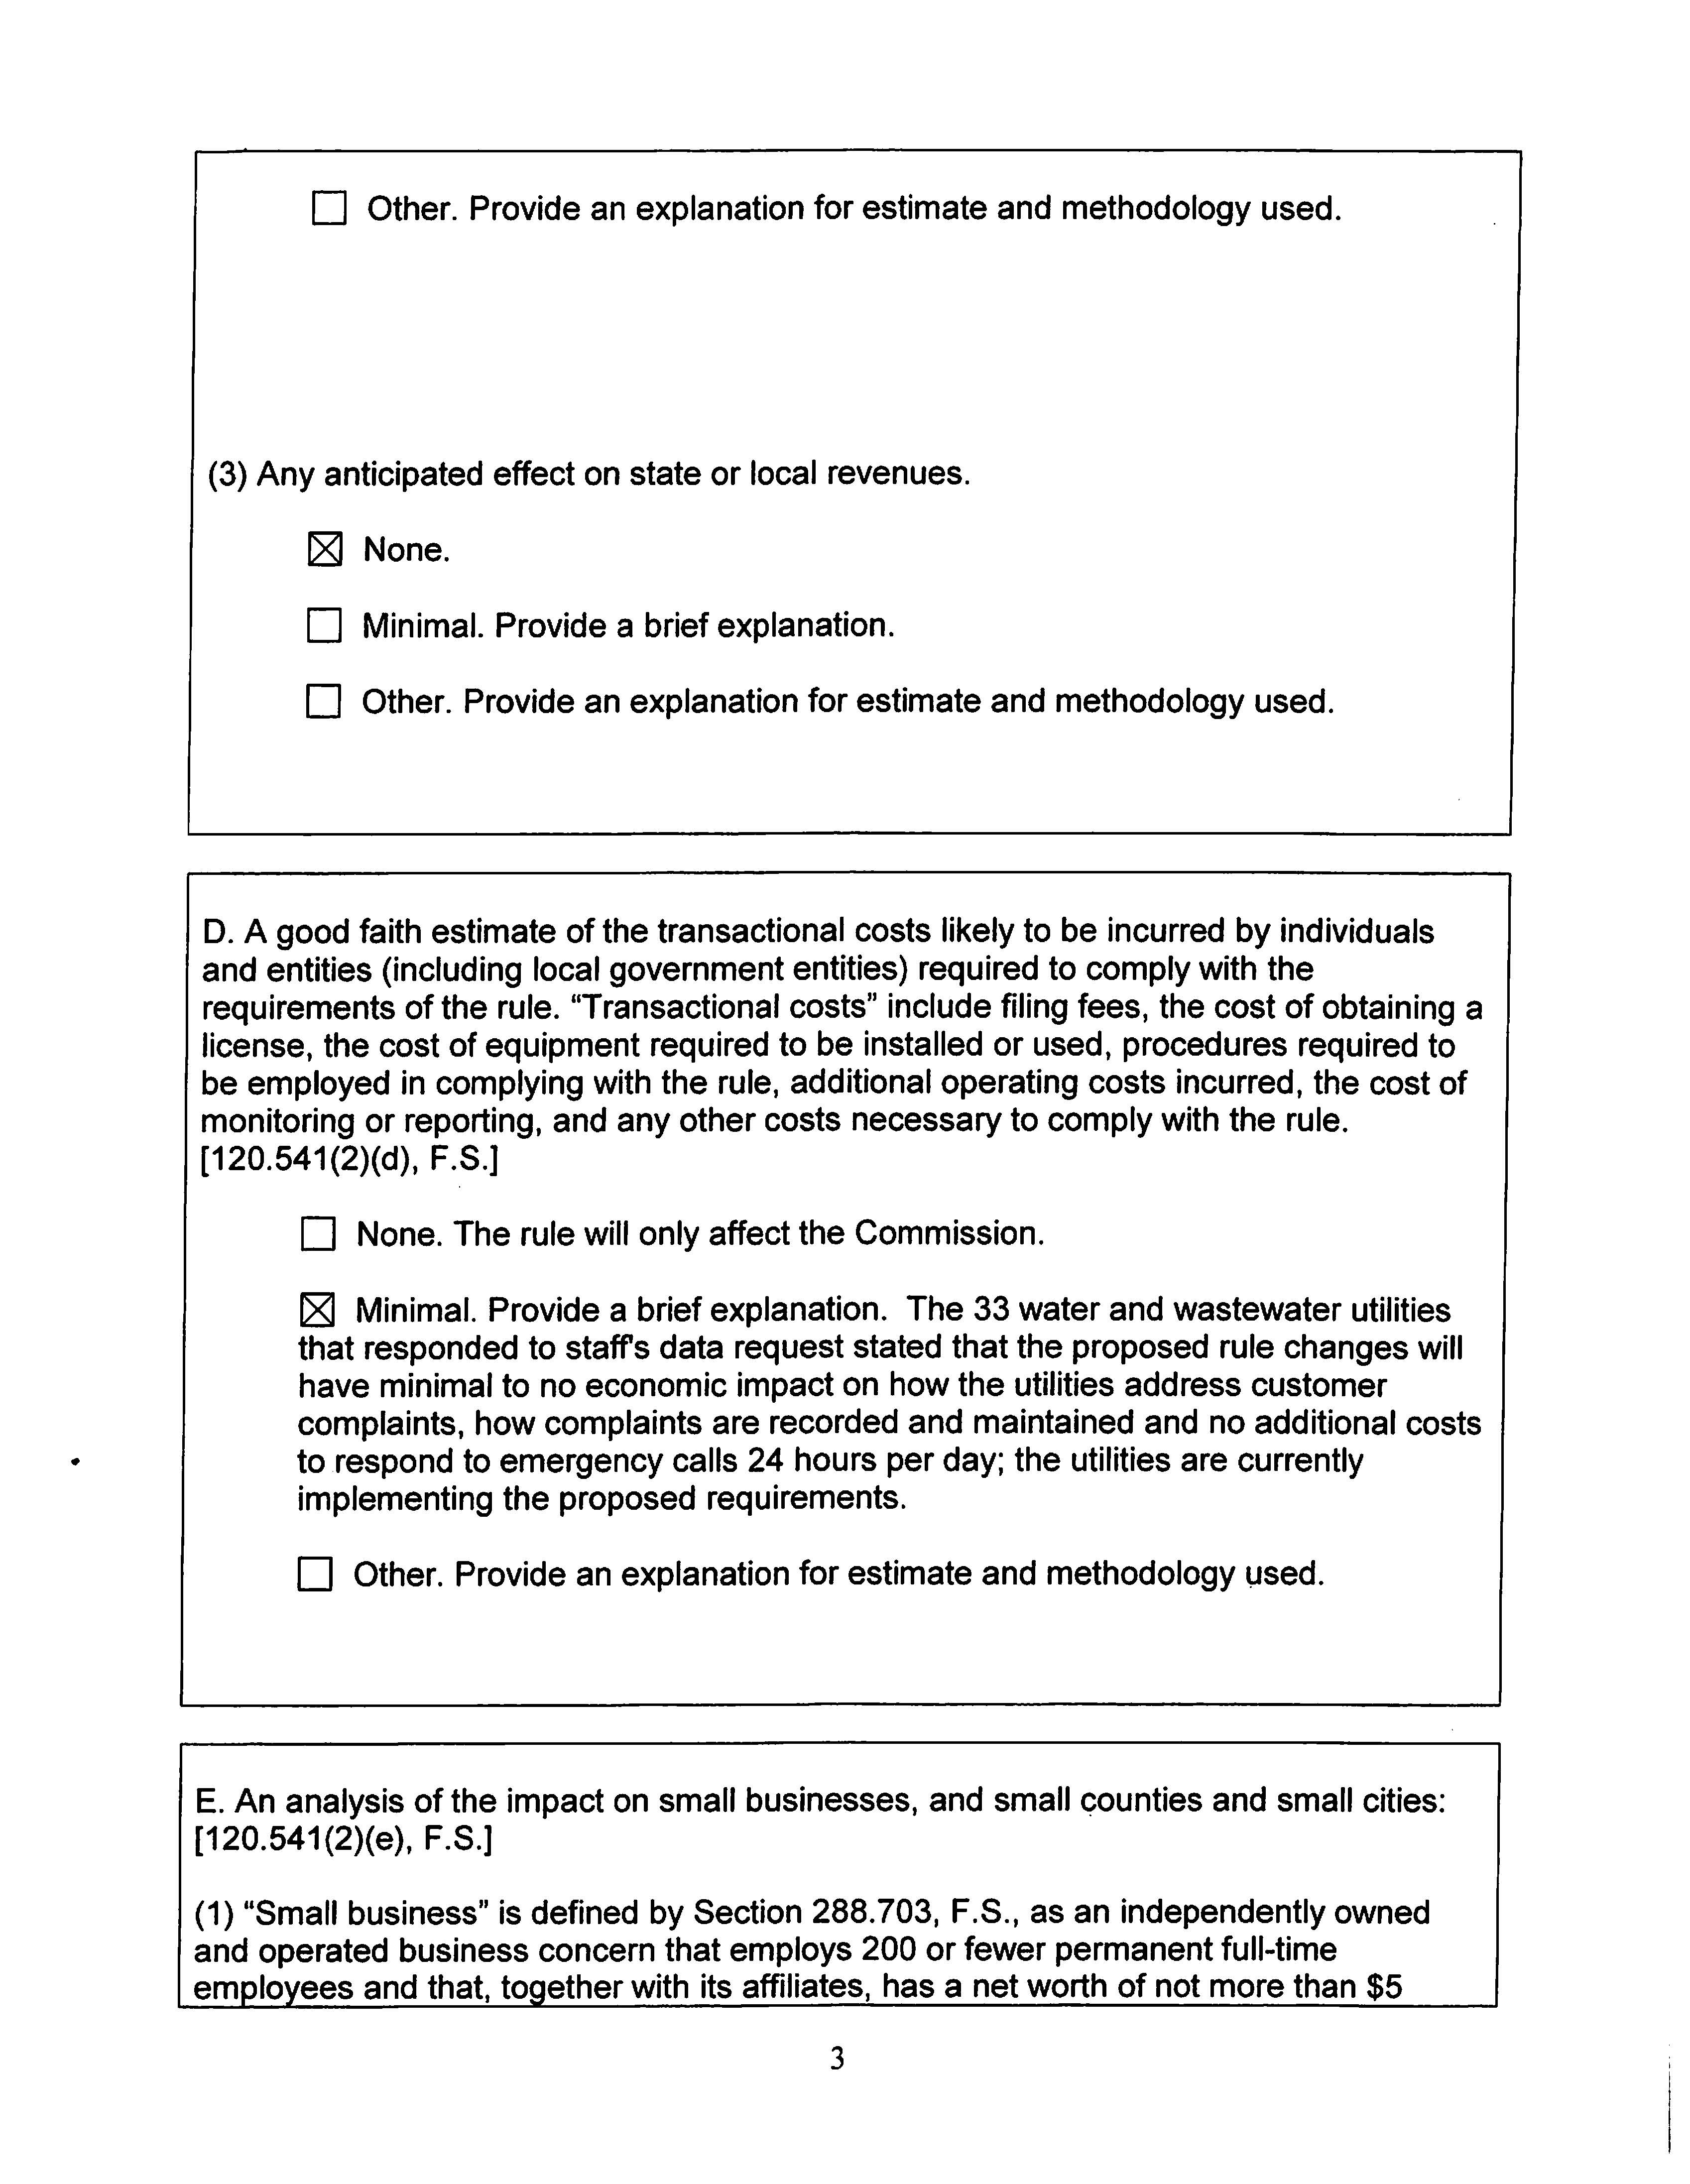 ☐ Other. Provide an explanation for estimate and methodology used.
(3) Any anticipated effect on state or local revenues.
☒ None.
☐ Minimal. Provide a brief explanation.
☐ Other. Provide an explanation for estimate and methodology used.
D. A good faith estimate of the transactional costs likely to be incurred by individuals
and entities (including local government entities) required to comply with the
requirements of the rule. “Transactional costs” include filing fees, the cost of obtaining a
license, the cost of equipment required to be installed or used, procedures required to
be employed in complying with the rule, additional operating costs incurred, the cost of
monitoring or reporting, and any other costs necessary to comply with the rule.
[120.541(2)(d), F.S.]
☐ None. The rule will only affect the Commission.
☒ Minimal. Provide a brief explanation. The 33 water and wastewater utilities
that responded to staff's data request stated that the proposed rule changes will
have minimal to no economic impact on how the utilities address customer
complaints, how complaints are recorded and maintained and no additional costs
to respond to emergency calls 24 hours per day; the utilities are currently
implementing the proposed requirements.
☐ Other. Provide an explanation for estimate and methodology used.
E. An analysis of the impact on small businesses, and small counties and small cities:
[120.541(2)(e), F.S.]
(1) “Small business” is defined by Section 288.703, F.S., as an independently owned
and operated business concern that employs 200 or fewer permanent full-time
employees and that, together with its affiliates, has a net worth of not more than $5
3